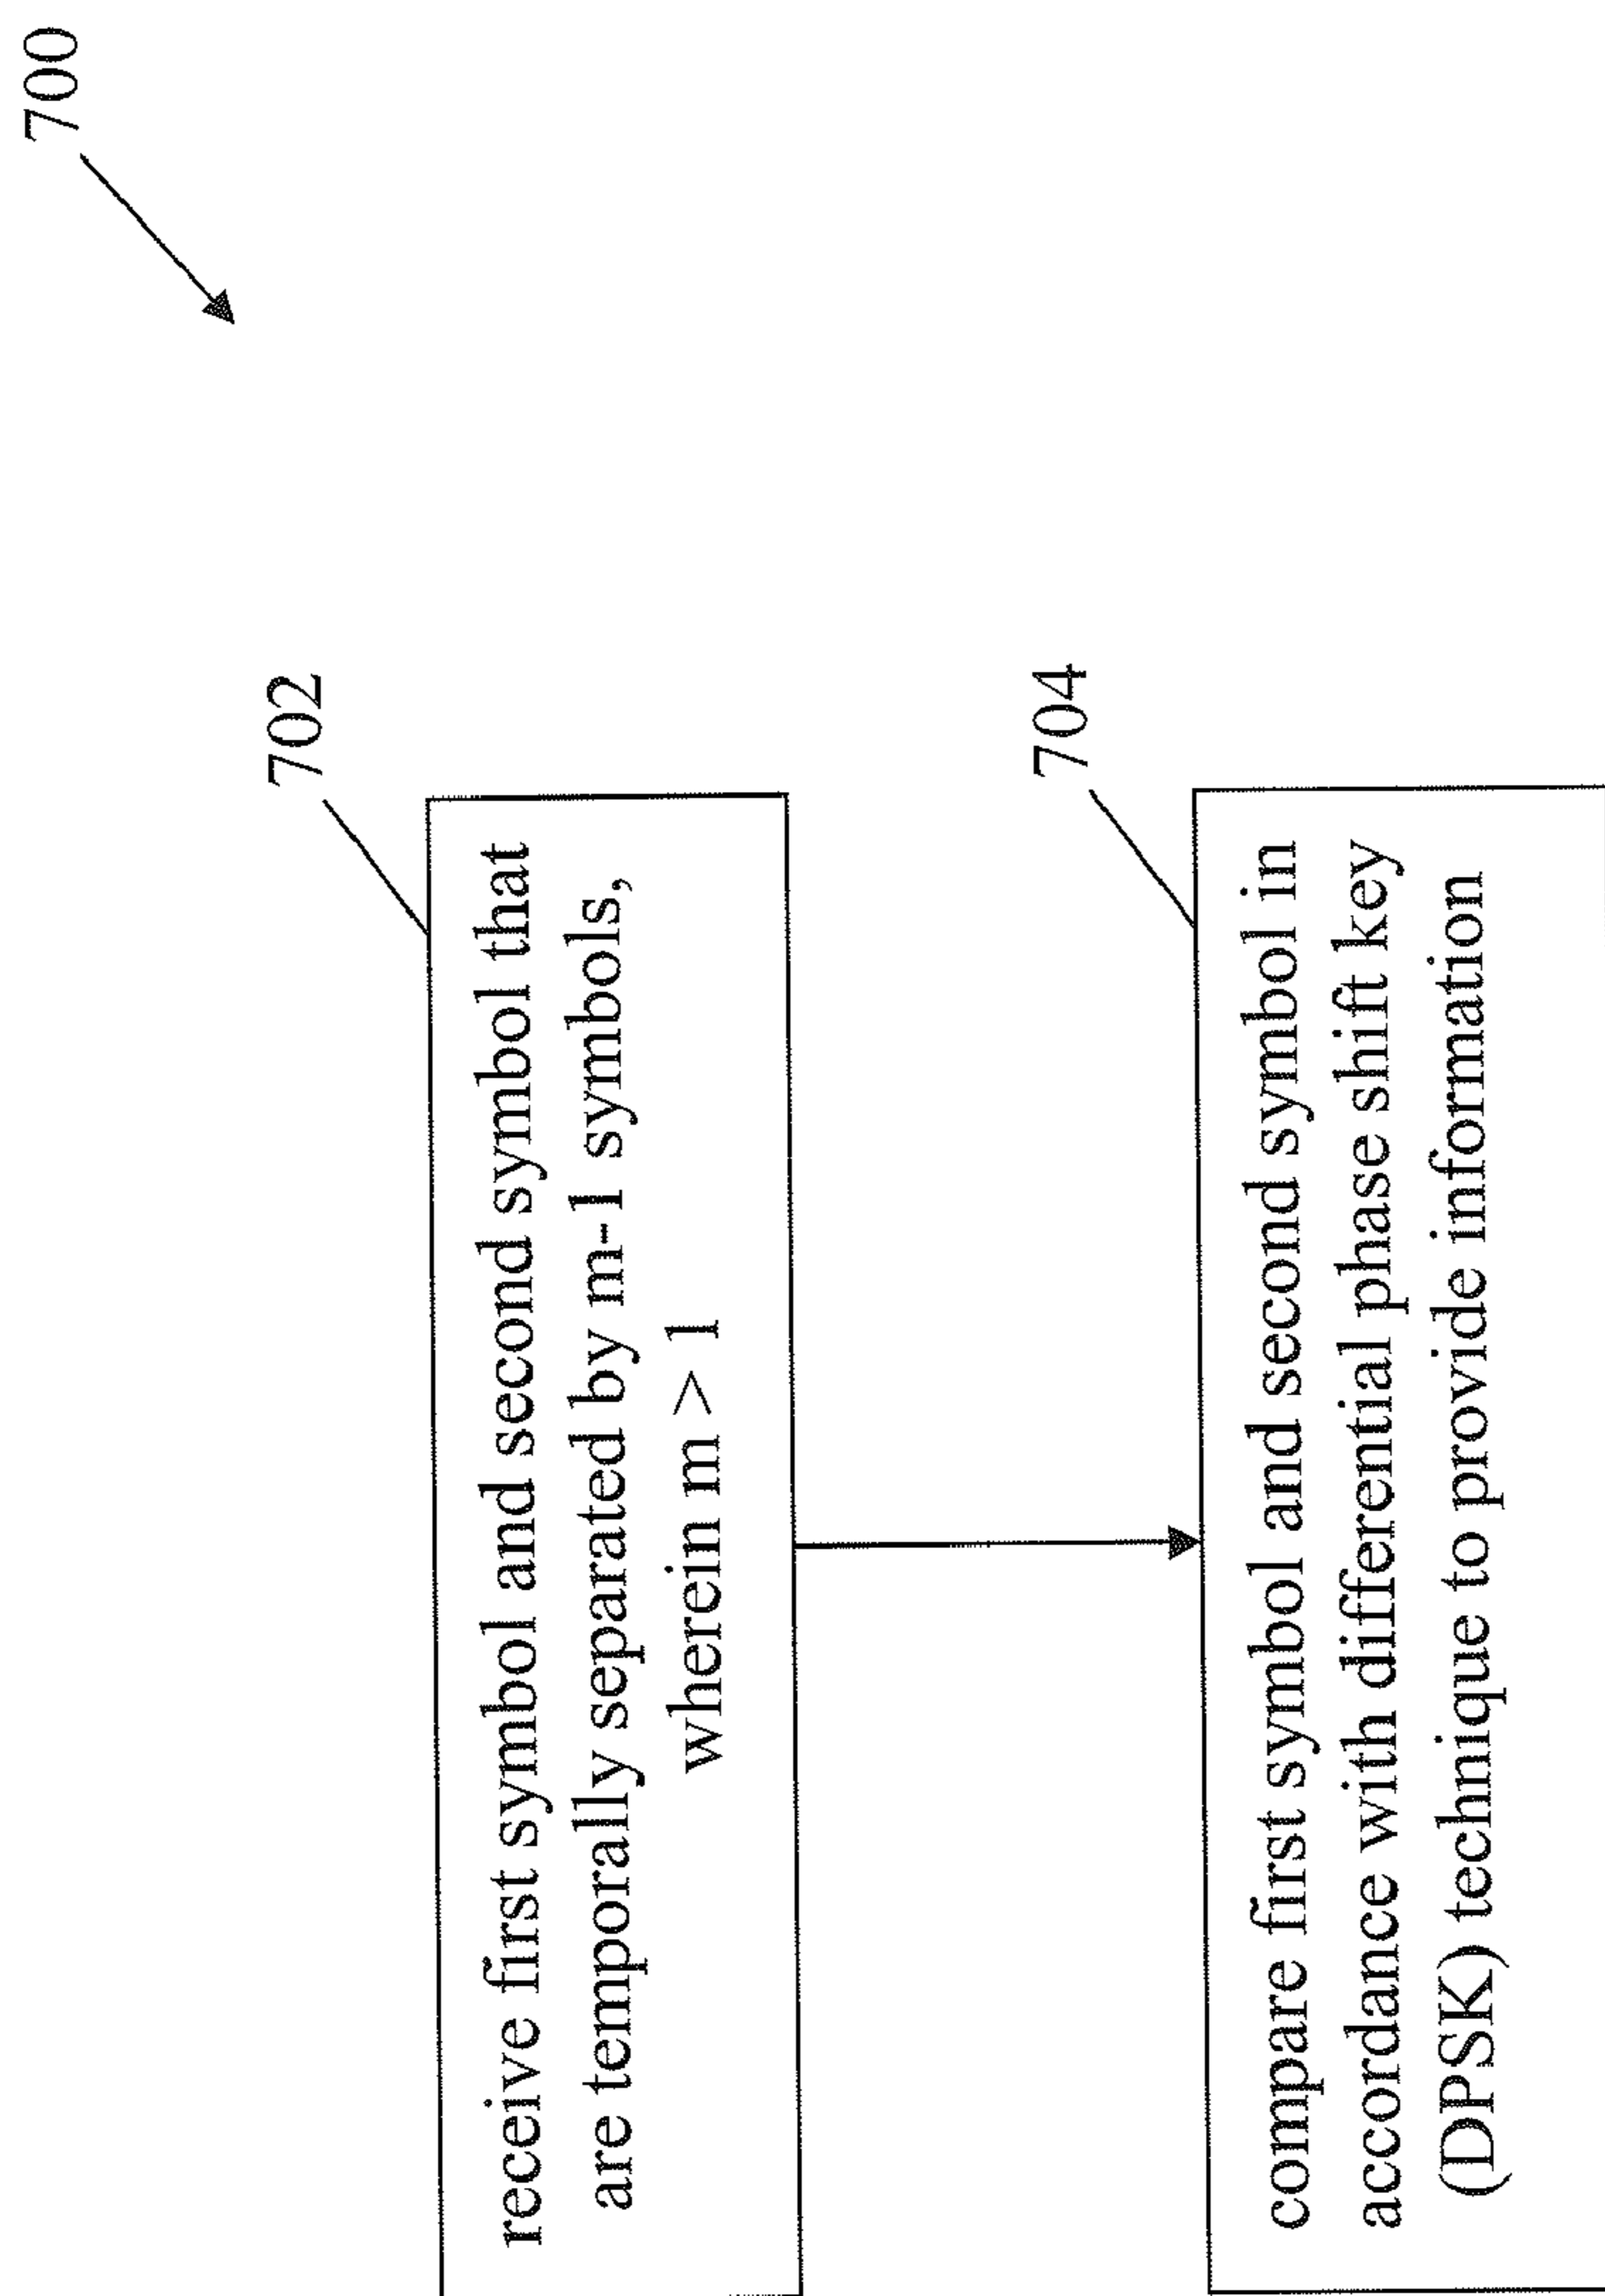 700
702
receive first symbol and second symbol that
are temporally separated by m-1 symbols,
wherein m > 1
704
compare first symbol and second symbol in
accordance with differential phase shift key
(DPSK) technique to provide information